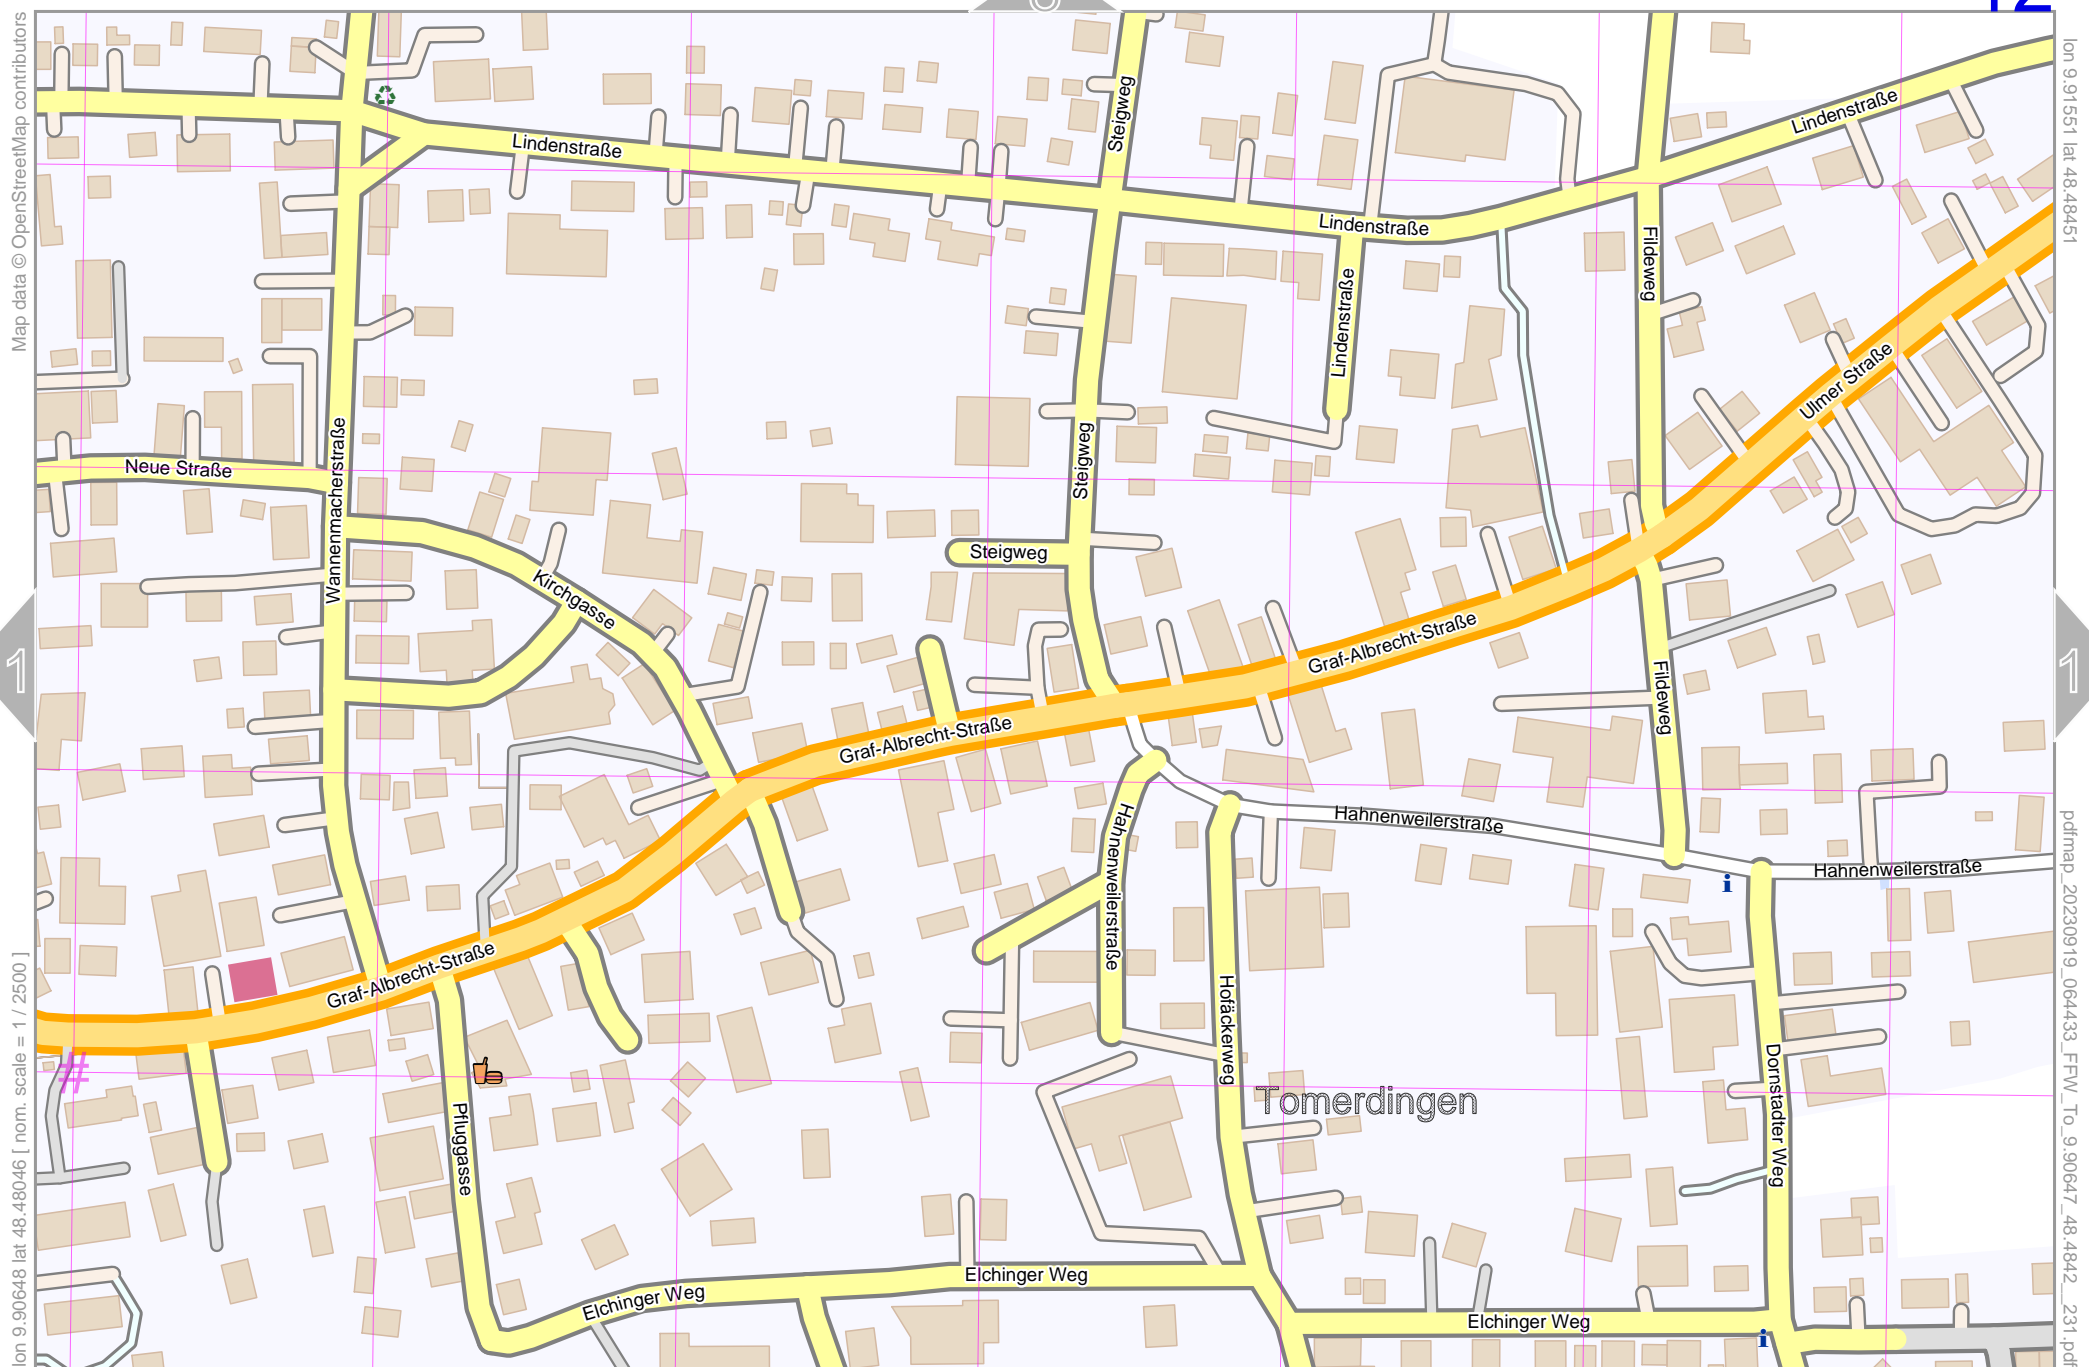 Map data © OpenStreetMap contributors
lon 9.91551 lat 48.48451
Steigweg
Lindenstraße
Lindenstraße
Lindenstraße
Fildeweg
Lindenstraße
Ulmer Straße
Neue Straße
Wannenmacherstraße
Steigweg
Steigweg
Kirchgasse
Graf-Albrecht-Straße
Fildeweg
1
1
Graf-Albrecht-Straße
Hahnenweilerstraße
Hahnenweilerstraße
Hahnenweilerstraße
Graf-Albrecht-Straße
Hofäckerweg
#
Tomerdingen
Dornstadter Weg
Pfluggasse
Elchinger Weg
Elchinger Weg
Elchinger Weg
lon 9.90648 lat 48.48046 [ nom. scale = 1 / 2500 ]
pdfmap_20230919_064433_FFW_To_9.90647_48.4842__231.pdf